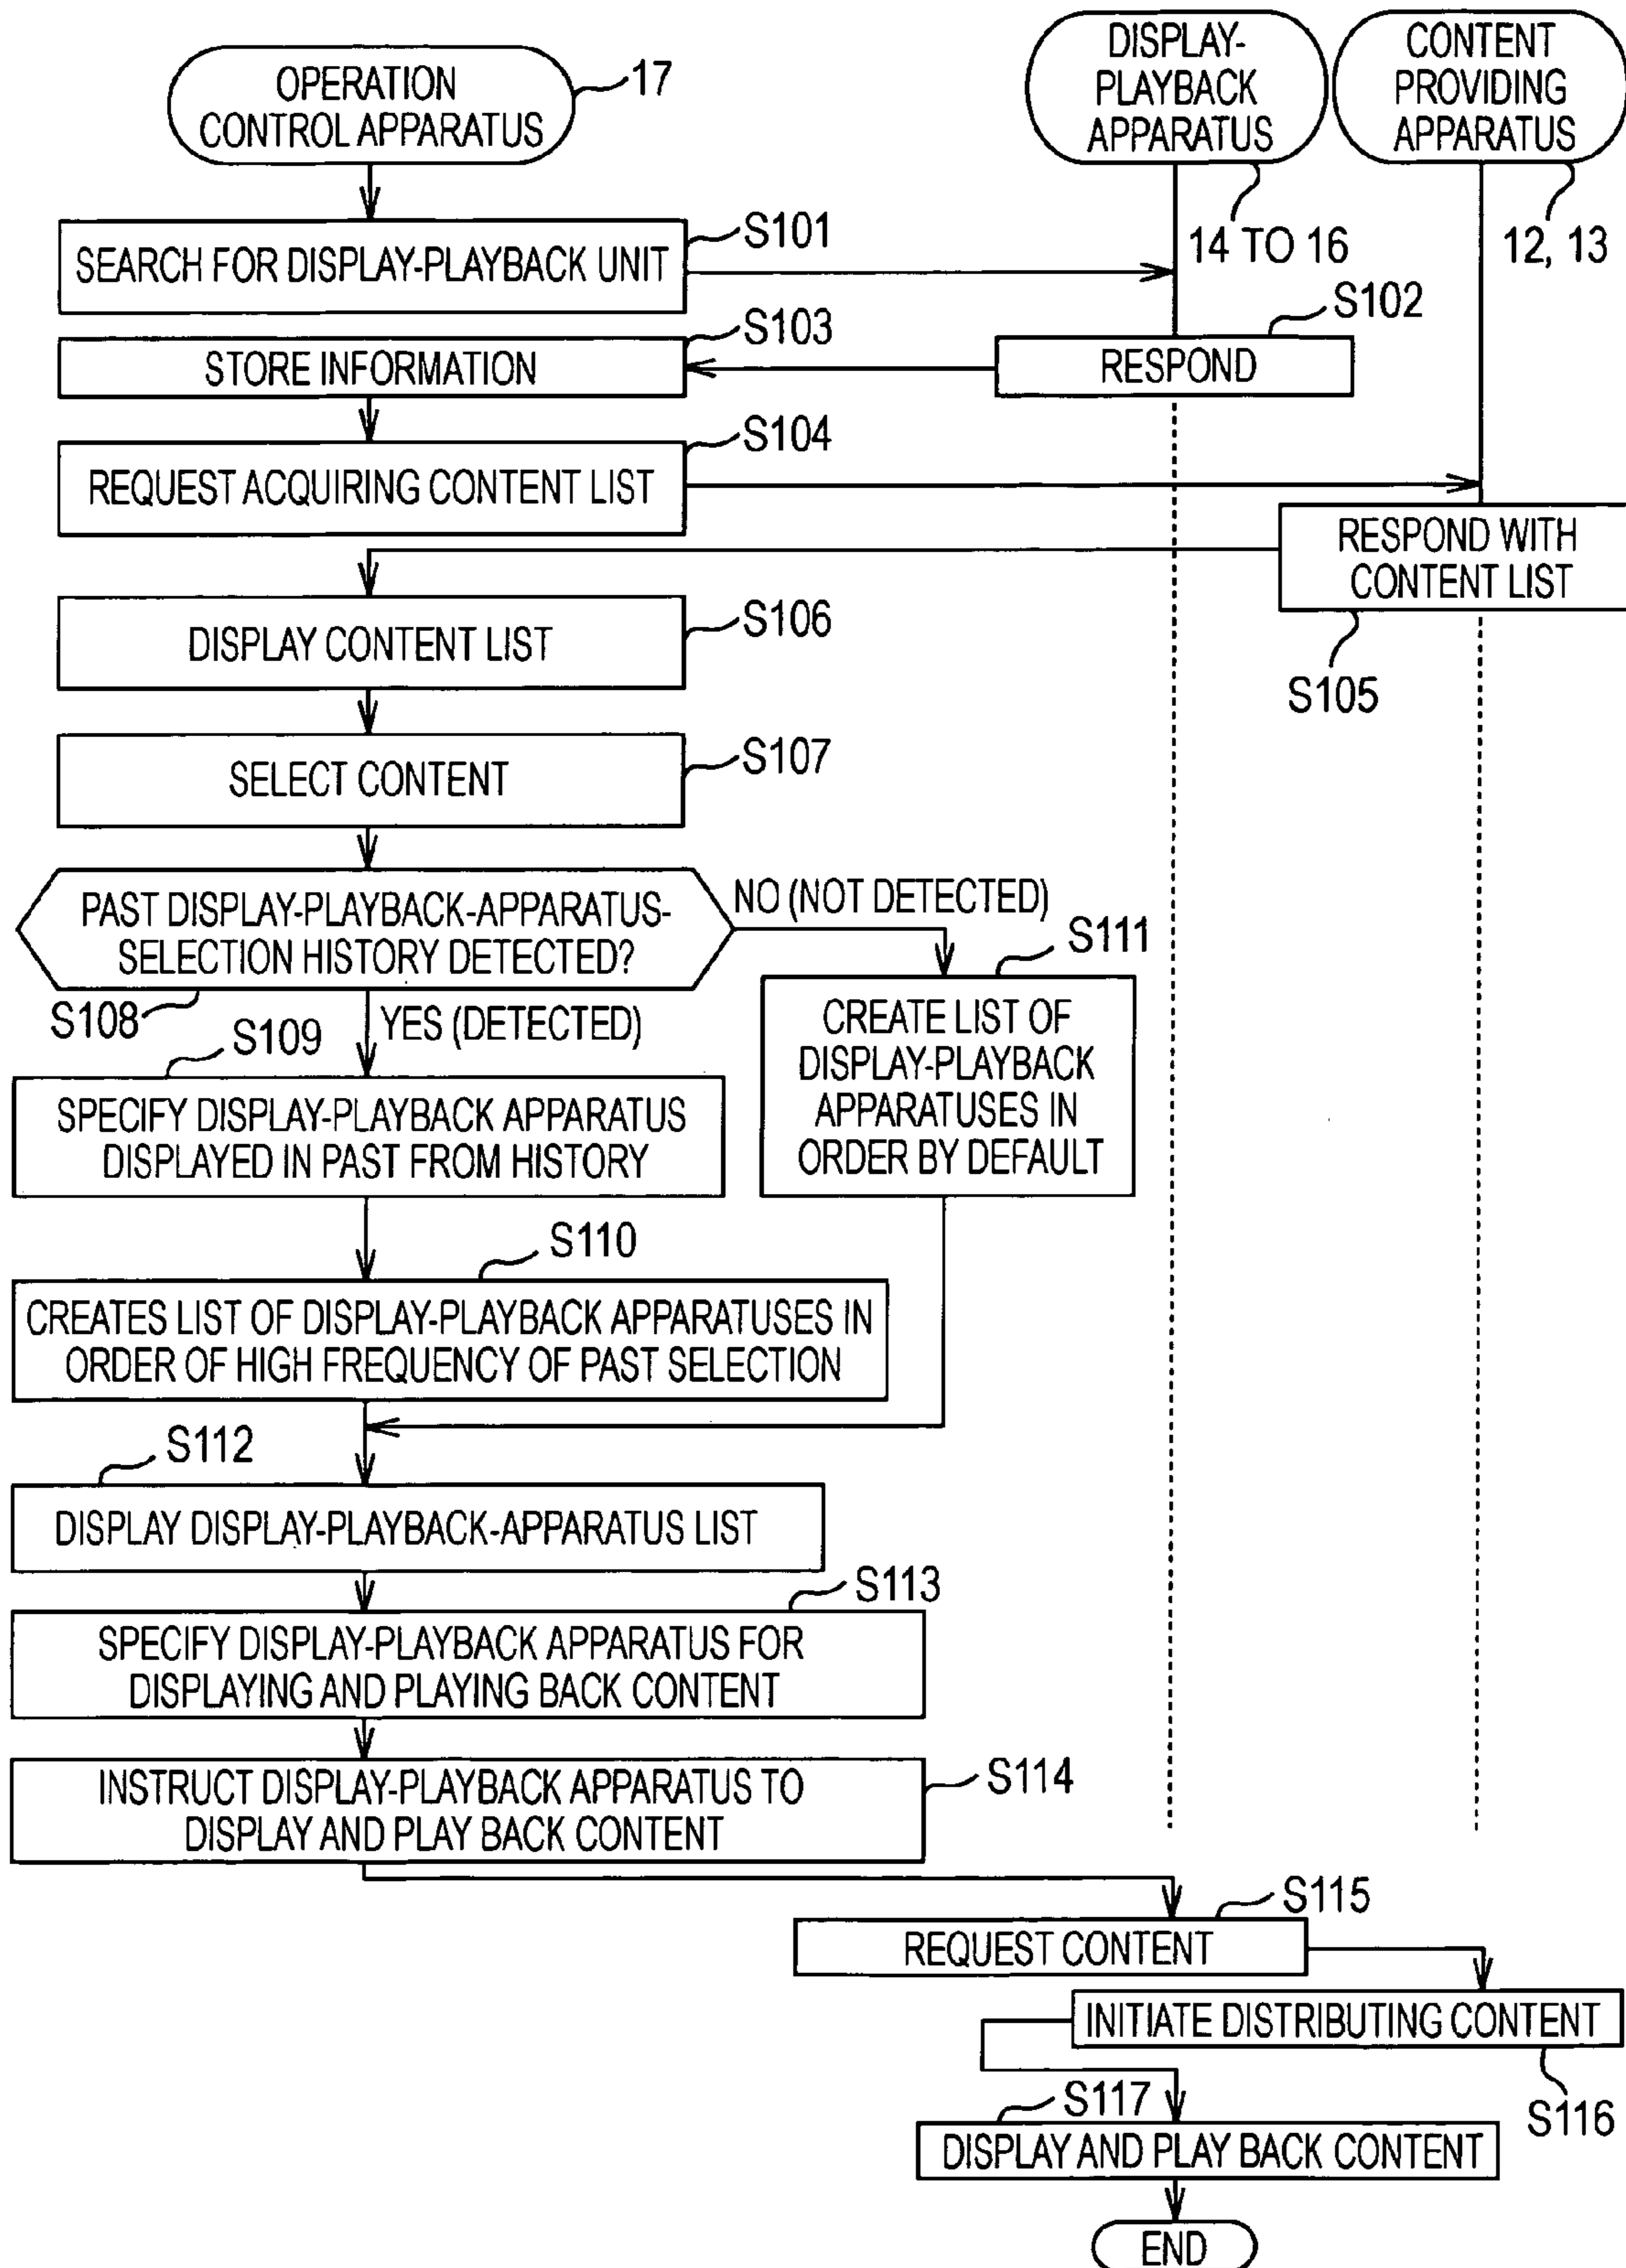 OPERATION
CONTROL APPARATUS
17
DISPLAY-
PLAYBACK
APPARATUS
14 TO 16
CONTENT
PROVIDING
APPARATUS
12, 13
SEARCH FOR DISPLAY-PLAYBACK UNIT
S101
RESPOND
S102
STORE INFORMATION
S103
REQUEST ACQUIRING CONTENT LIST
S104
RESPOND WITH
CONTENT LIST
S105
DISPLAY CONTENT LIST
S106
SELECT CONTENT
S107
PAST DISPLAY-PLAYBACK-APPARATUS-
SELECTION HISTORY DETECTED?
S108
NO (NOT DETECTED)
YES (DETECTED)
S109
SPECIFY DISPLAY-PLAYBACK APPARATUS
DISPLAYED IN PAST FROM HISTORY
S111
CREATE LIST OF
DISPLAY-PLAYBACK
APPARATUSES IN
ORDER BY DEFAULT
S110
CREATES LIST OF DISPLAY-PLAYBACK APPARATUSES IN
ORDER OF HIGH FREQUENCY OF PAST SELECTION
S112
DISPLAY DISPLAY-PLAYBACK-APPARATUS LIST
S113
SPECIFY DISPLAY-PLAYBACK APPARATUS FOR
DISPLAYING AND PLAYING BACK CONTENT
INSTRUCT DISPLAY-PLAYBACK APPARATUS TO
DISPLAY AND PLAY BACK CONTENT
S114
S115
REQUEST CONTENT
INITIATE DISTRIBUTING CONTENT
S116
S117
DISPLAY AND PLAY BACK CONTENT
END